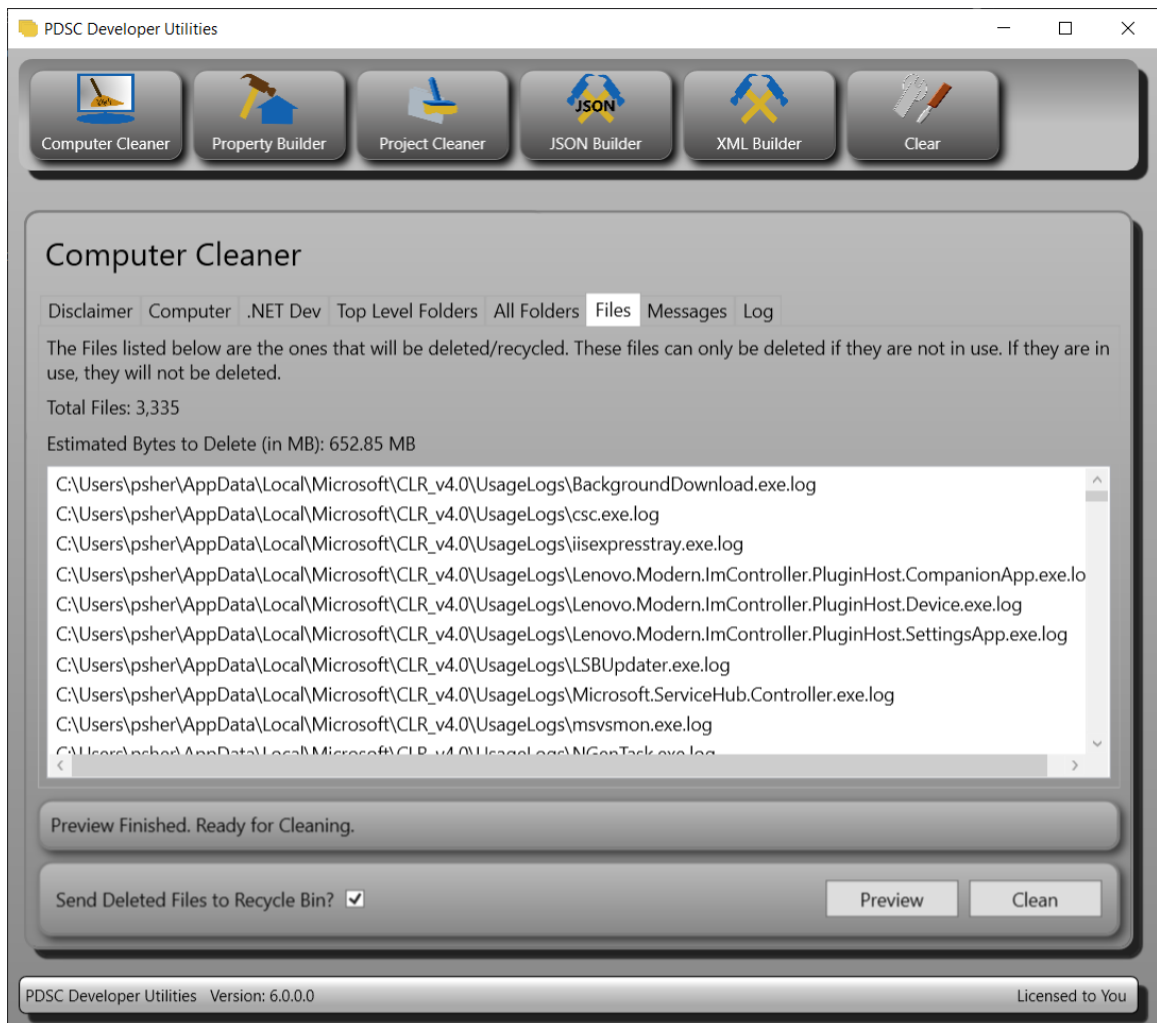 PDSC Developer Utilities
Computer Cleaner
Property Builder
Project Cleaner
JSON
JSON Builder
XML Builder
Clear
Computer Cleaner
Disclaimer
Computer
.NET Dev
Top Level Folders
All Folders
Files
Messages
Log
The Files listed below are the ones that will be deleted/recycled. These files can only be deleted if they are not in use. If they are in
use, they will not be deleted.
Total Files: 3,335
Estimated Bytes to Delete (in MB): 652.85 MB
C:\Users\psher\AppData\Local\Microsoft\CLR_v4.0\UsageLogs\BackgroundDownload.exe.log
C:\Users\psher\AppData\Local\Microsoft\CLR_v4.0\UsageLogs\csc.exe.log
C:\Users\psher\AppData\Local\Microsoft\CLR_v4.0\UsageLogs\iisexpresstray.exe.log
C:\Users\psher\AppData\Local\Microsoft\CLR_v4.0\UsageLogs\Lenovo.Modern.ImController.PluginHost.CompanionApp.exe.lo
C:\Users\psher\AppData\Local\Microsoft\CLR_v4.0\UsageLogs\Lenovo.Modern.ImController.PluginHost.Device.exe.log
C:\Users\psher\AppData\Local\Microsoft\CLR_v4.0\UsageLogs\Lenovo.Modern.ImController.PluginHost.SettingsApp.exe.log
C:\Users\psher\AppData\Local\Microsoft\CLR_v4.0\UsageLogs\LSBUpdater.exe.log
C:\Users\psher\AppData\Local\Microsoft\CLR_v4.0\UsageLogs\Microsoft.ServiceHub.Controller.exe.log
C:\Users\psher\AppData\Local\Microsoft\CLR_v4.0\UsageLogs\msvsmon.exe.log
C:\Users\psher\AppData\Local\Microsoft\CLR_v4.0\UsageLogs\NGenTask.exe.log
Preview Finished. Ready for Cleaning.
Send Deleted Files to Recycle Bin?
Preview
Clean
PDSC Developer Utilities Version: 6.0.0.0
Licensed to You